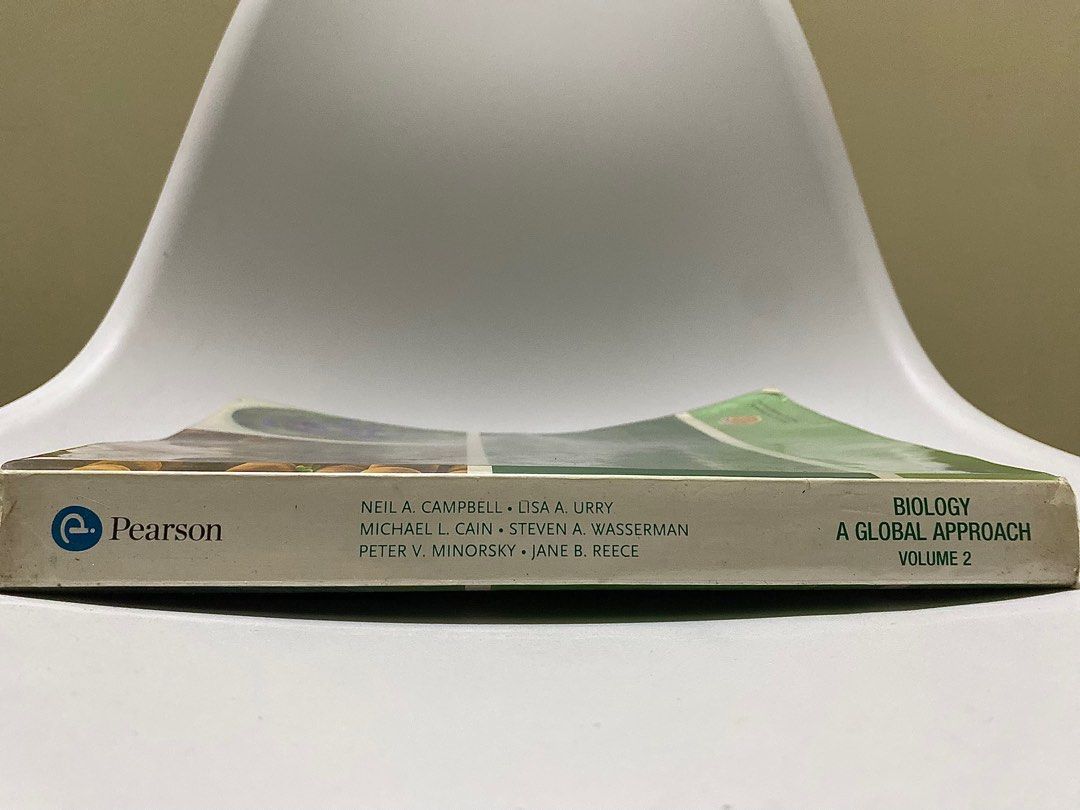 Pearson
NEIL A. CAMPBELL • LISA A. URRY
MICHAEL L. CAIN • STEVEN A. WASSERMAN
PETER V. MINORSKY • JANE B. REECE
BIOLOGY
A GLOBAL APPROACH
VOLUME 2